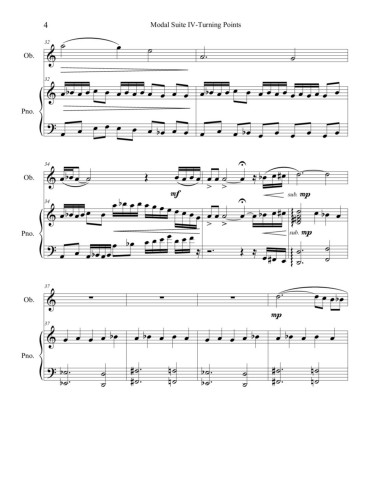 4
Modal Suite IV-Turning Points
32
Ob.
32
Pno.
34
Ob.
mf
sub. mp
34
Pno.
sub. mp
37
Ob.
mp
37
Pno.